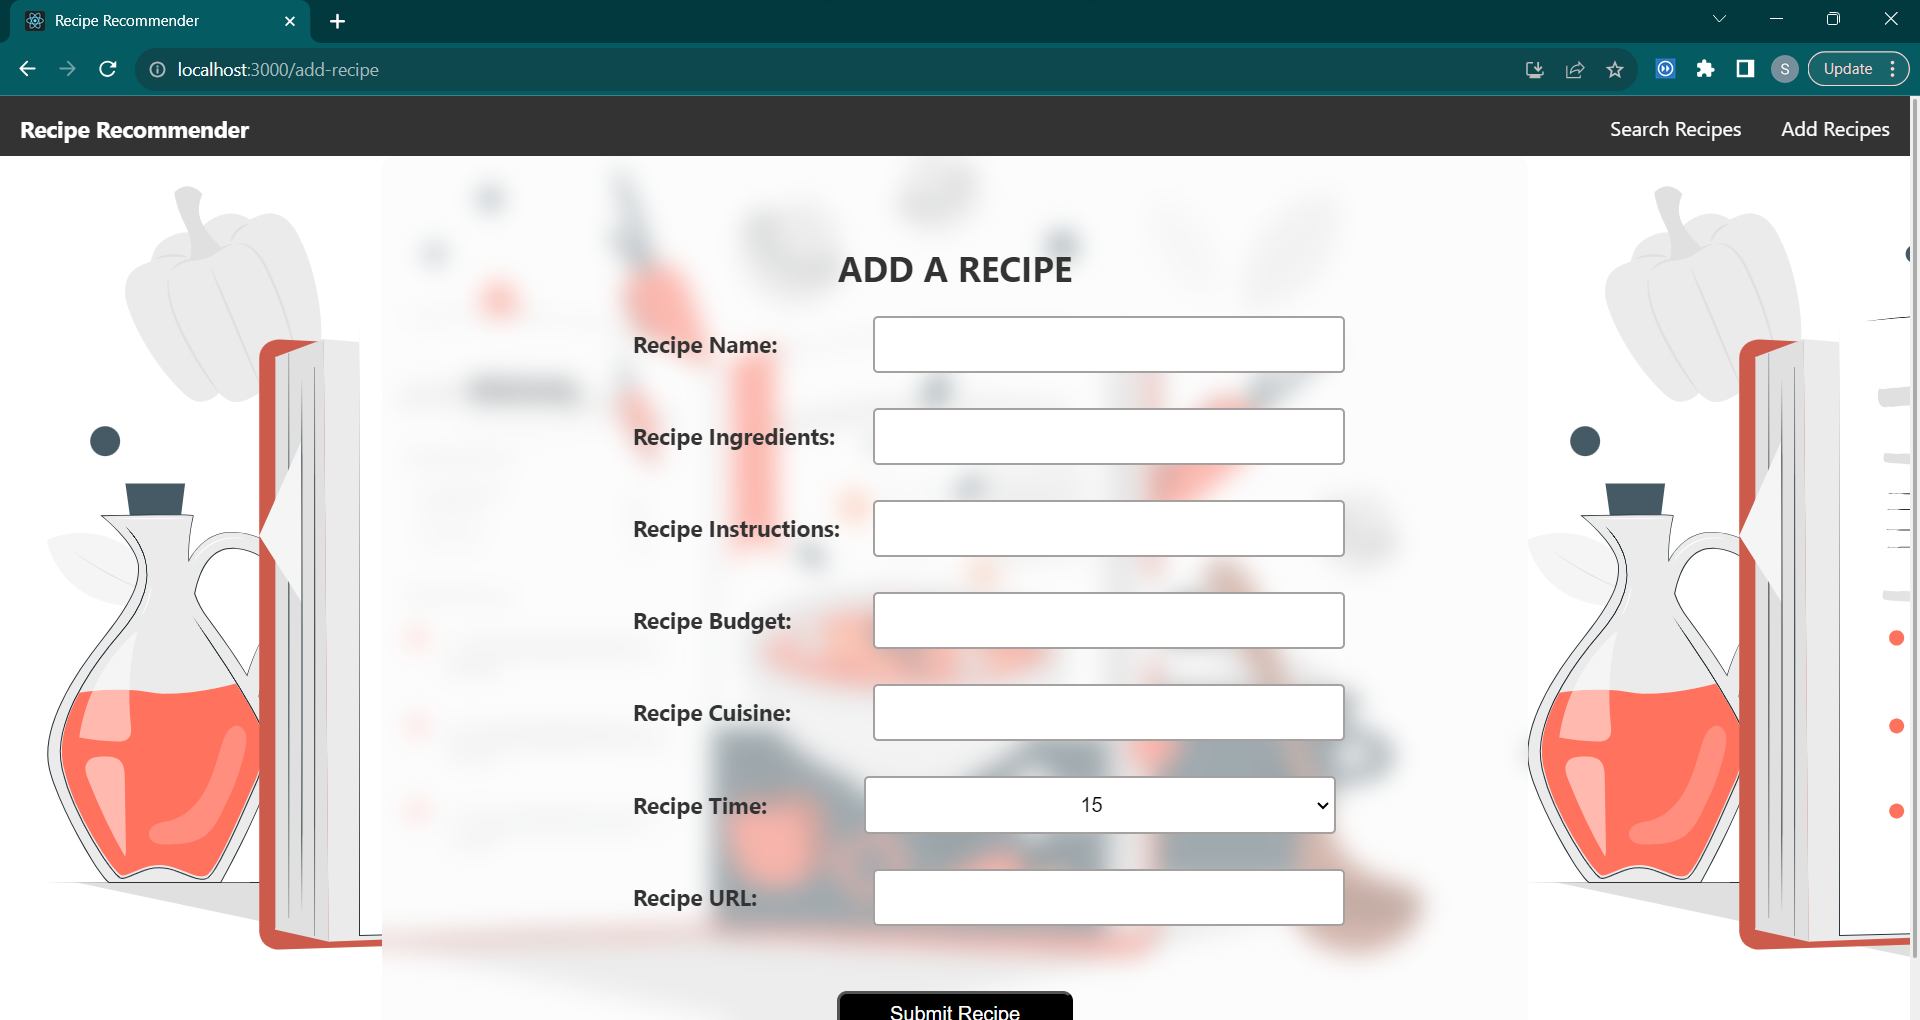 Recipe Recommender
localhost:3000/add-recipe
S
Update
Recipe Recommender
Search Recipes
Add Recipes
ADD A RECIPE
Recipe Name:
Recipe Ingredients:
Recipe Instructions:
Recipe Budget:
Recipe Cuisine:
Recipe Time: 15
Recipe URL:
Submit Recipe